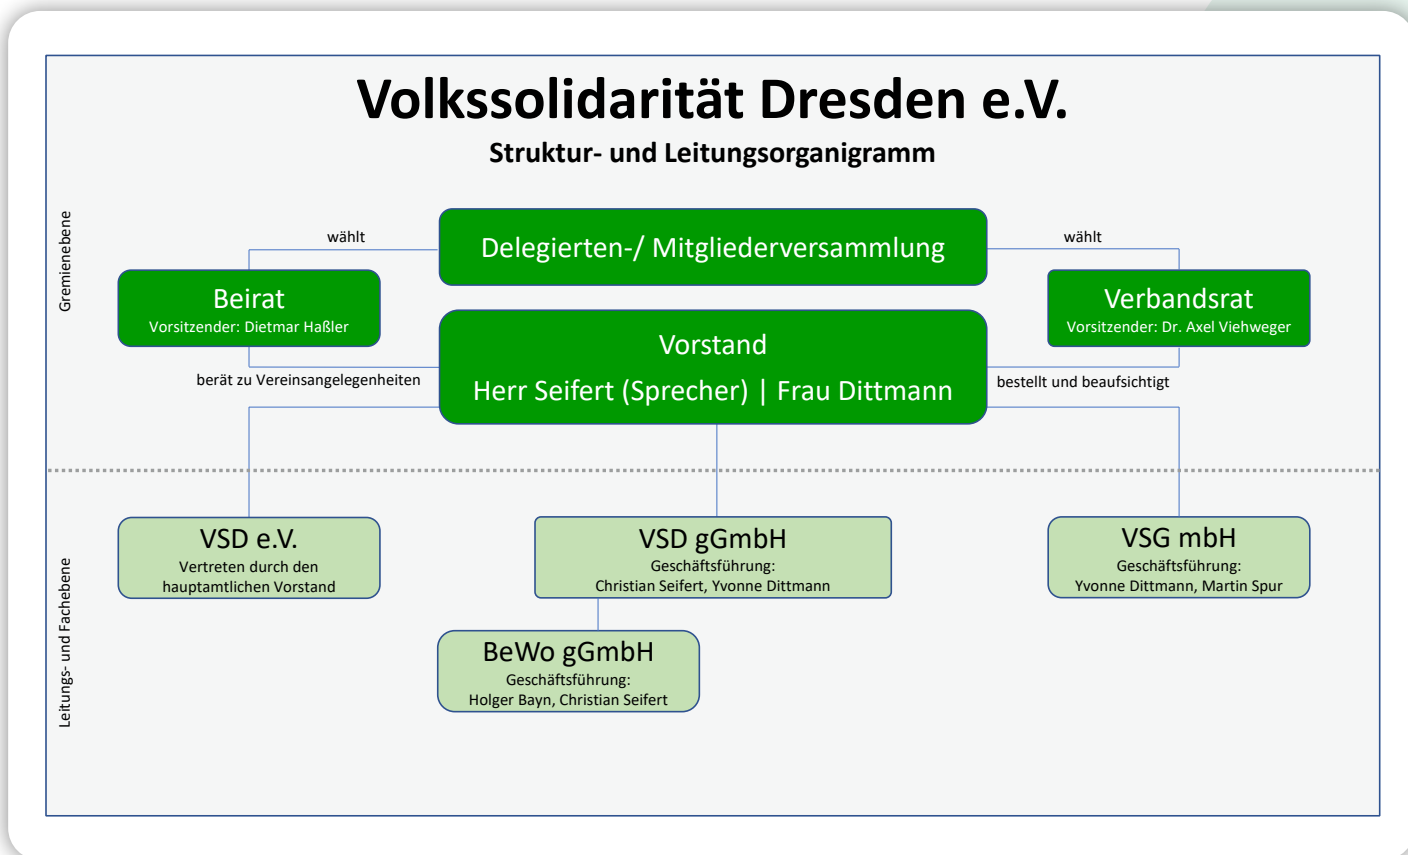 Volkssolidarität Dresden e.V.
Struktur- und Leitungsorganigramm
Gremienebene
wählt
Delegierten-/ Mitgliederversammlung
wählt
Beirat
Vorsitzender: Dietmar Haßler
Verbandsrat
Vorsitzender: Dr. Axel Viehweger
Vorstand
Herr Seifert (Sprecher) | Frau Dittmann
berät zu Vereinsangelegenheiten
bestellt und beaufsichtigt
Leitungs- und Fachebene
VSD e.V.
Vertreten durch den
hauptamtlichen Vorstand
VSD gGmbH
Geschäftsführung:
Christian Seifert, Yvonne Dittmann
VSG mbH
Geschäftsführung:
Yvonne Dittmann, Martin Spur
BeWo gGmbH
Geschäftsführung:
Holger Bayn, Christian Seifert